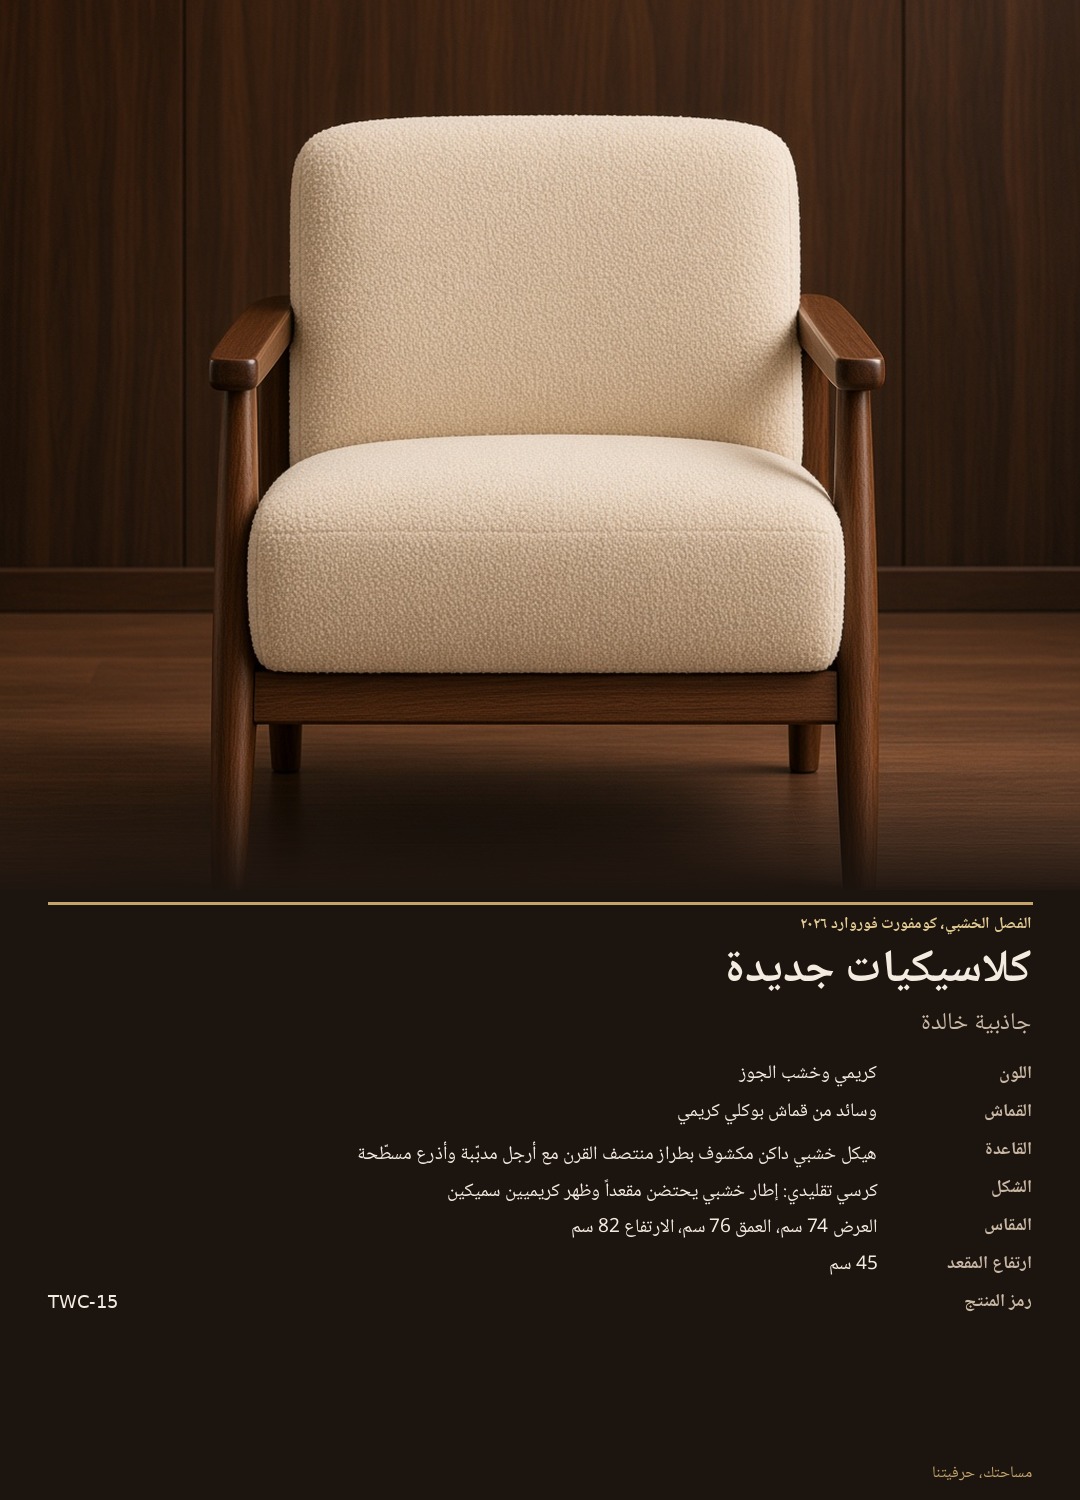 الفصل الخشبي، كومفورت فوروارد ٢٠٢٦
كلاسيكيات جديدة
جاذبية خالدة
اللون كريمي وخشب الجوز
القماش وسائد من قماش بوكلي كريمي
القاعدة هيكل خشبي داكن مكشوف بطراز منتصف القرن مع أرجل مدبّبة وأذرع مسطّحة
الشكل كرسي تقليدي: إطار خشبي يحتضن مقعداً وظهر كريميين سميكين
المقاس العرض 74 سم، العمق 76 سم، الارتفاع 82 سم
ارتفاع المقعد 45 سم
رمز المنتج TWC-15
مساحتك، حرفيتنا